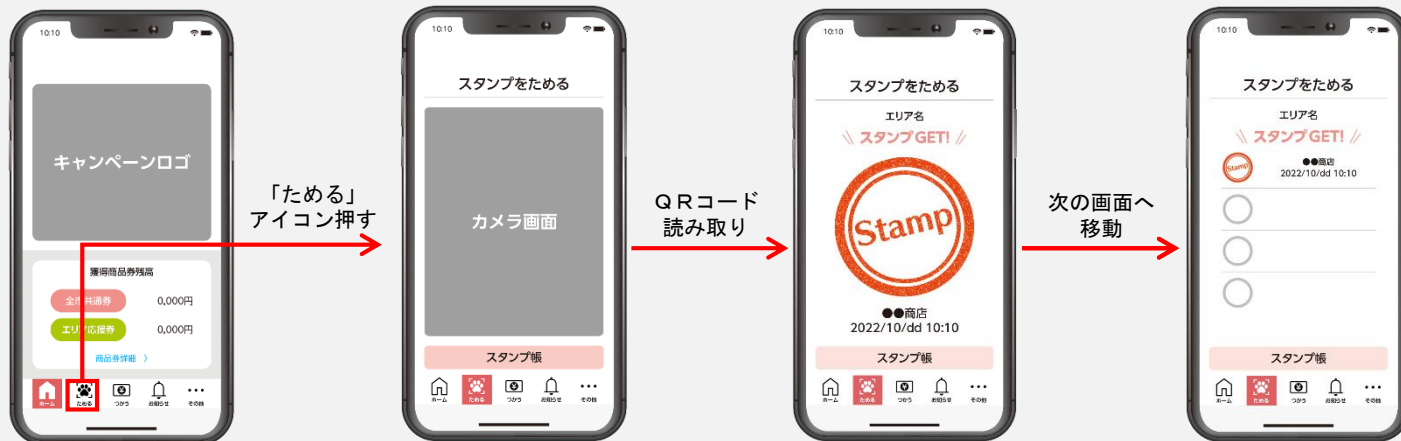 10:10
キャンペーンロゴ
獲得商品券残高
全市共通券 0,000円
エリア応援券 0,000円
商品券詳細 〉
ホーム ためる つかう お知らせ その他
「ためる」
アイコン押す
10:10
スタンプをためる
カメラ画面
スタンプ帳
ホーム ためる つかう お知らせ その他
QRコード
読み取り
10:10
スタンプをためる
エリア名
\\ スタンプGET! //
Stamp
●●商店
2022/10/dd 10:10
スタンプ帳
ホーム ためる つかう お知らせ その他
次の画面へ
移動
10:10
スタンプをためる
エリア名
\\ スタンプGET! //
Stamp
●●商店
2022/10/dd 10:10
スタンプ帳
ホーム ためる つかう お知らせ その他